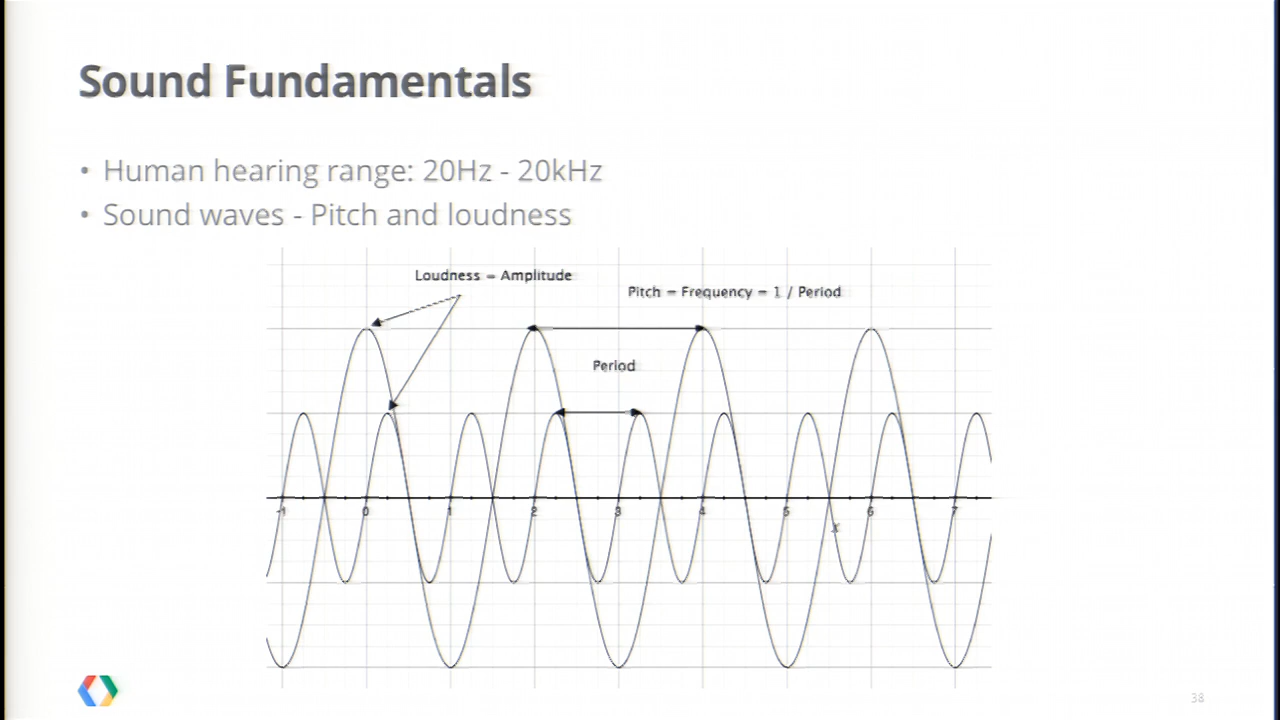 Sound Fundamentals
• Human hearing range: 20Hz - 20kHz
• Sound waves - Pitch and loudness
Loudness = Amplitude
Pitch = Frequency = 1 / Period
Period
-1 0 1 2 3 4 5 6 7
x
38